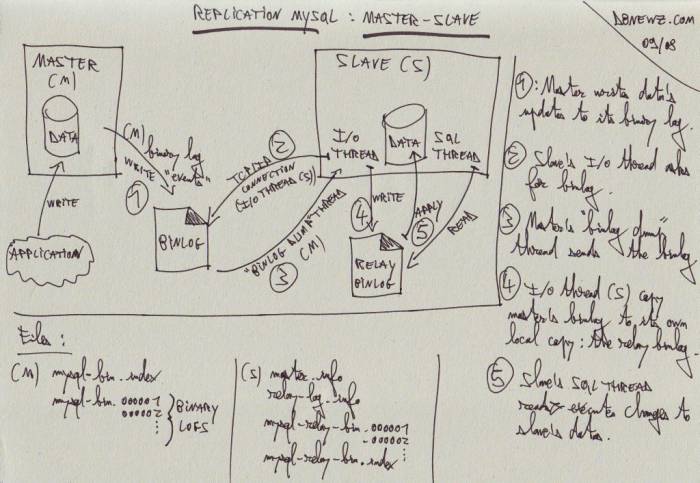 REPLICATION MYSQL : MASTER-SLAVE
DBNEWZ.COM
09/08
MASTER
(M)
DATA
WRITE
APPLICATION
(M)
binary log
WRITE "events"
1
BINLOG
2
TCP/IP
CONNECTION
(I/O THREAD (S))
"BINLOG DUMP" THREAD
(M)
3
SLAVE (S)
I/O
THREAD
DATA
SQL
THREAD
4
WRITE
5
APPLY
READ
RELAY
BINLOG
1 : Master writes data's
updates to its binary log.
2 Slave's I/O thread asks
for binlog.
3 Master's "binlog dump"
thread sends the binlog
4 I/O thread (S) copy
master's binlog to its own
local copy : the relay binlog.
5 Slave's SQL THREAD
reads & execute changes to
slave's datas.
Files :
(M) mysql-bin.index
mysql-bin.000001
000002
BINARY
LOGS
(S) master.info
relay-log.info
mysql-relay-bin.000001
-000002
mysql-relay-bin.index